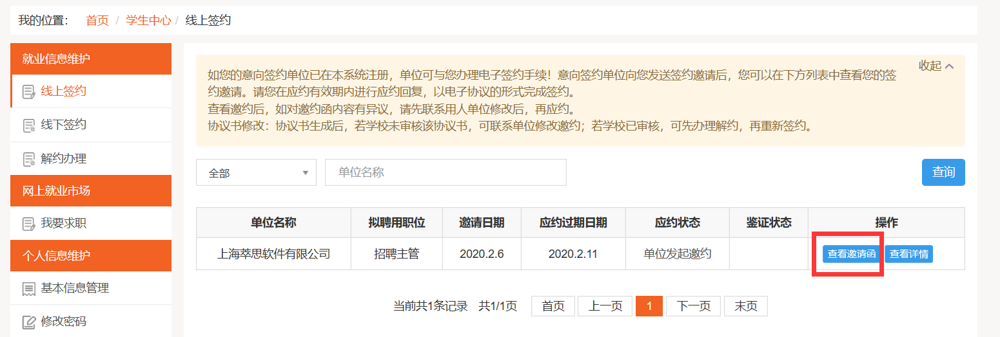 我的位置： 首页 / 学生中心 / 线上签约
就业信息维护
线上签约
线下签约
解约办理
网上就业市场
我要求职
个人信息维护
基本信息管理
修改密码
收起
如您的意向签约单位已在本系统注册，单位可与您办理电子签约手续！意向签约单位向您发送签约邀请后，您可以在下方列表中查看您的签
约邀请。请您在应约有效期内进行应约回复，以电子协议的形式完成签约。
查看邀约后，如对邀约函内容有异议，请先联系用人单位修改后，再应约。
协议书修改：协议书生成后，若学校未审核该协议书，可联系单位修改邀约；若学校已审核，可先办理解约，再重新签约。
全部 单位名称 查询
单位名称 拟聘用职位 邀请日期 应约过期日期 应约状态 鉴证状态 操作
上海萃思软件有限公司 招聘主管 2020.2.6 2020.2.11 单位发起邀约 查看邀请函 查看详情
当前共1条记录 共1/1页 首页 上一页 1 下一页 末页